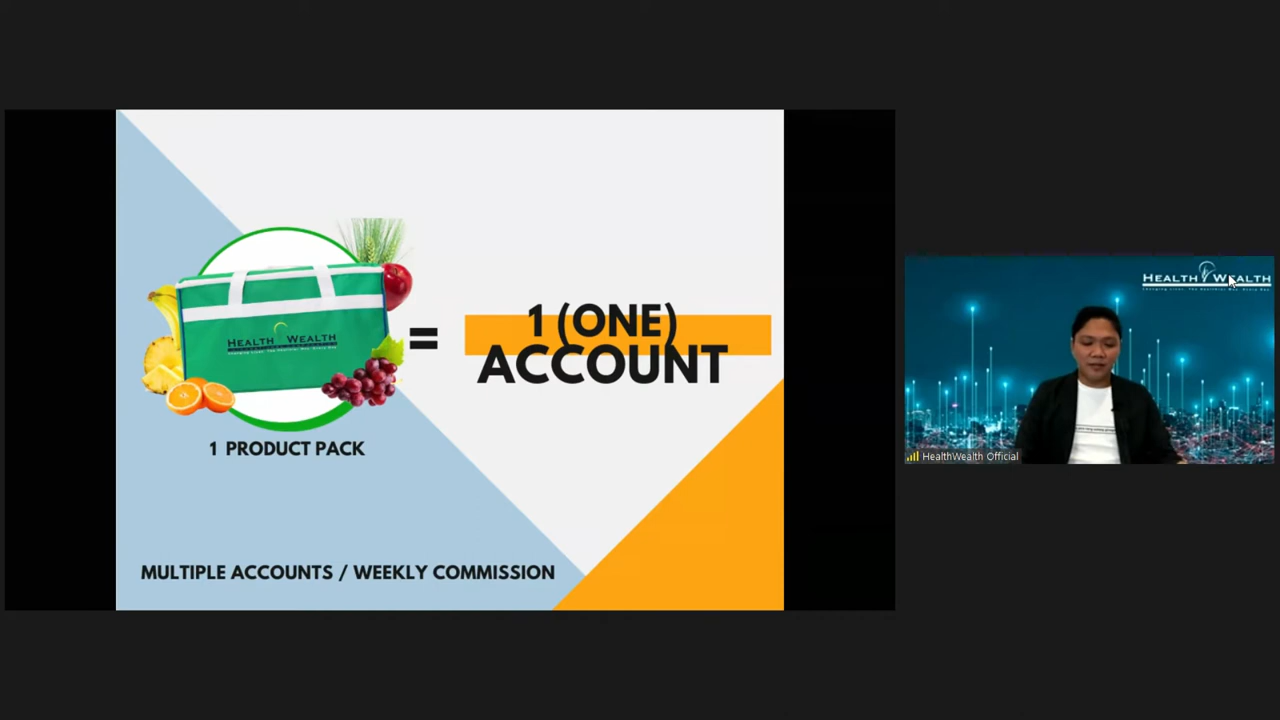 HEALTH WEALTH
1 PRODUCT PACK
=
1 (ONE)
ACCOUNT
MULTIPLE ACCOUNTS / WEEKLY COMMISSION
HEALTH WEALTH
HealthWealth Official